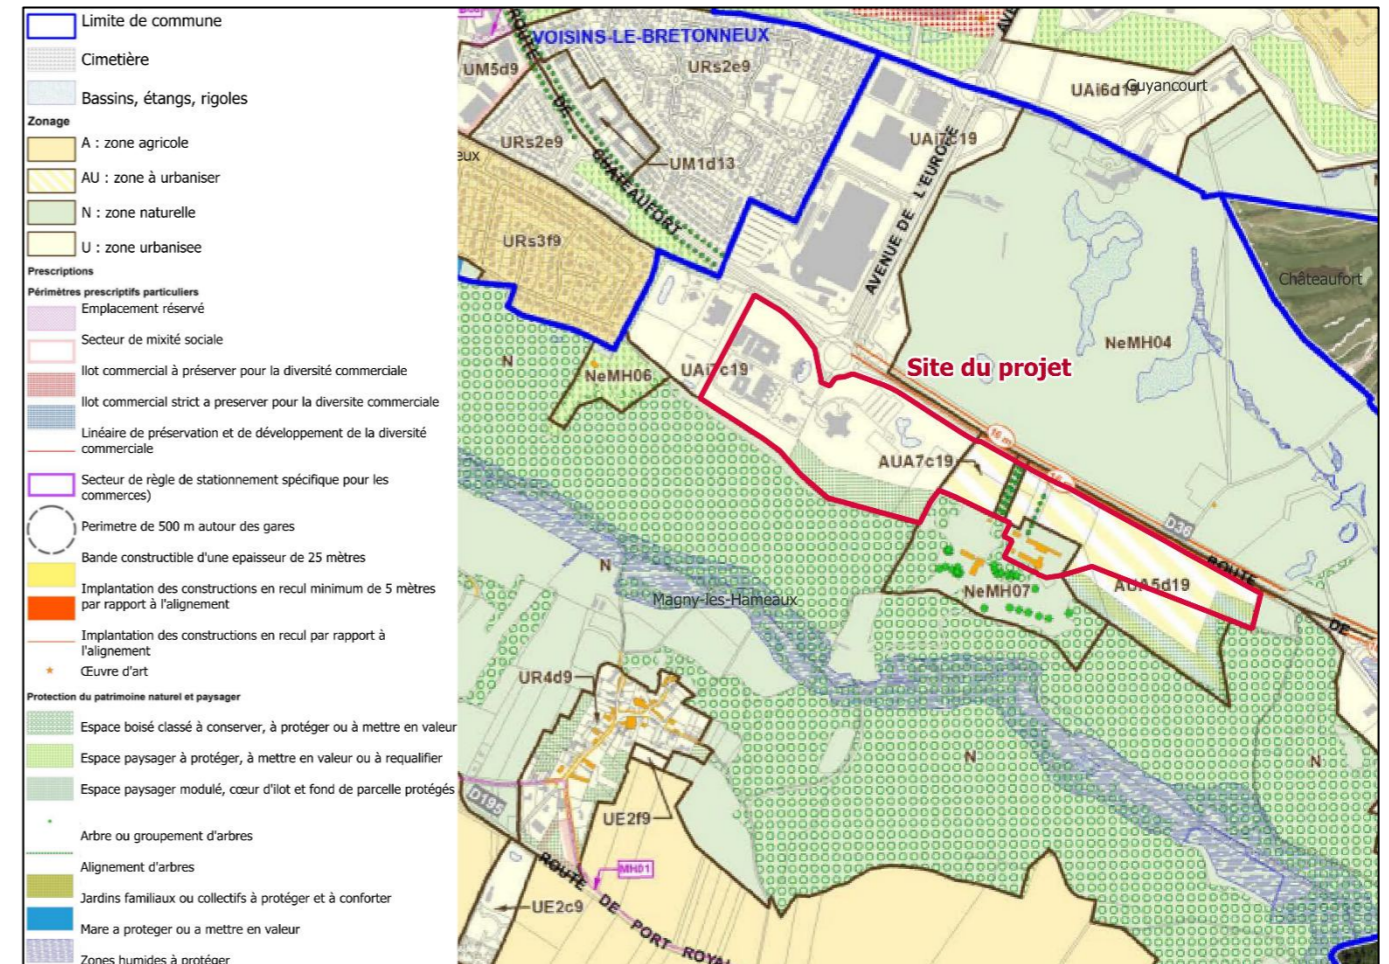 Limite de commune
Cimetière
Bassins, étangs, rigoles
Zonage
A : zone agricole
AU : zone à urbaniser
N : zone naturelle
U : zone urbanisee
Prescriptions
Périmètres prescriptifs particuliers
Emplacement réservé
Secteur de mixité sociale
Ilot commercial à préserver pour la diversité commerciale
Ilot commercial strict a preserver pour la diversite commerciale
Linéaire de préservation et de développement de la diversité
commerciale
Secteur de règle de stationnement spécifique pour les
commerces)
Perimetre de 500 m autour des gares
Bande constructible d'une epaisseur de 25 mètres
Implantation des constructions en recul minimum de 5 mètres
par rapport à l'alignement
Implantation des constructions en recul par rapport à
l'alignement
Œuvre d'art
Protection du patrimoine naturel et paysager
Espace boisé classé à conserver, à protéger ou à mettre en valeur
Espace paysager à protéger, à mettre en valeur ou à requalifier
Espace paysager modulé, cœur d'ilot et fond de parcelle protégés
Arbre ou groupement d'arbres
Alignement d'arbres
Jardins familiaux ou collectifs à protéger et à conforter
Mare a proteger ou a mettre en valeur
Zones humides à protéger
VOISINS-LE-BRETONNEUX
UM5d9
URs2e9
ROUTE DE CHATEAUFORT
URs2e9
eux
UM1d13
URs3f9
UAi6d19
Guyancourt
UAi7c19
AVE
AVENUE DE L'EUROPE
Châteaufort
NeMH04
N
NeMH06
UAi7c19
Site du projet
16 m
AUA7c19
16 m
D36
ROUTE
DE
NeMH07
AUA5d19
N
Magny-les-Hameaux
UR4d9
N
N
D195
UE2f9
MH01
UE2c9
ROUTE DE PORT ROYAL